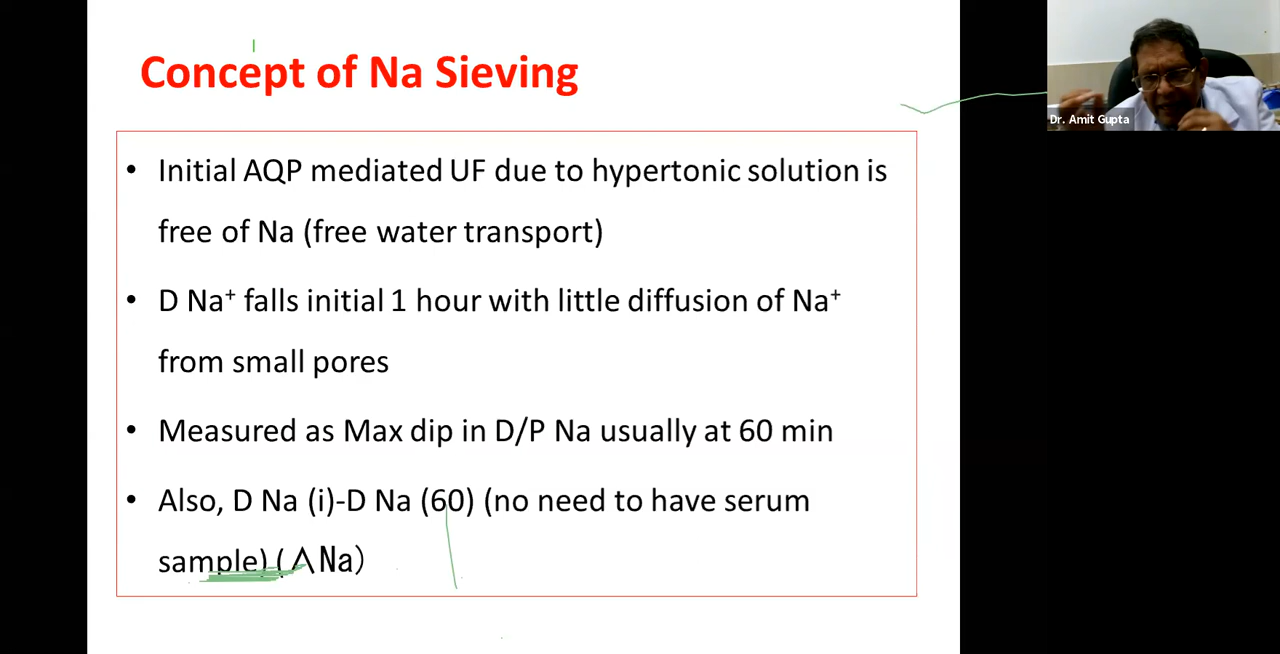 Concept of Na Sieving
Dr. Amit Gupta
• Initial AQP mediated UF due to hypertonic solution is
free of Na (free water transport)
• D Na⁺ falls initial 1 hour with little diffusion of Na⁺
from small pores
• Measured as Max dip in D/P Na usually at 60 min
• Also, D Na (i)-D Na (60) (no need to have serum
sample) (△Na)